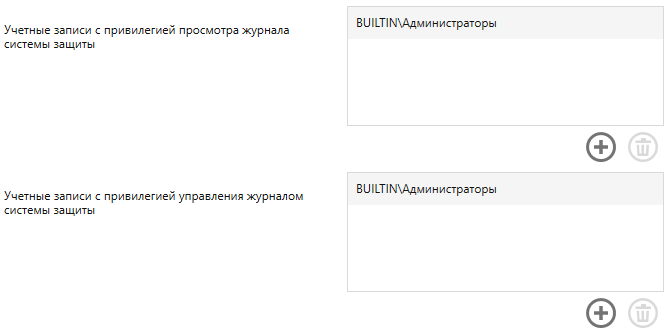 Учетные записи с привилегией просмотра журнала
системы защиты
BUILTIN\Администраторы
Учетные записи с привилегией управления журналом
системы защиты
BUILTIN\Администраторы